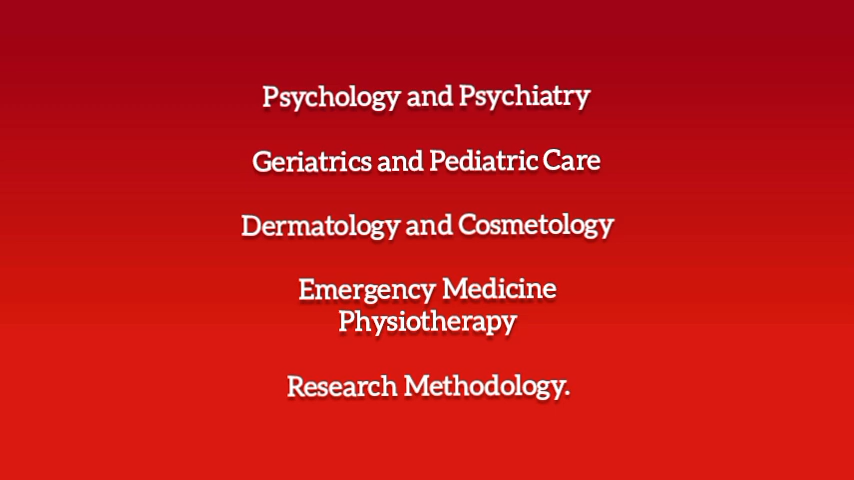 Psychology and Psychiatry
Geriatrics and Pediatric Care
Dermatology and Cosmetology
Emergency Medicine
Physiotherapy
Research Methodology.